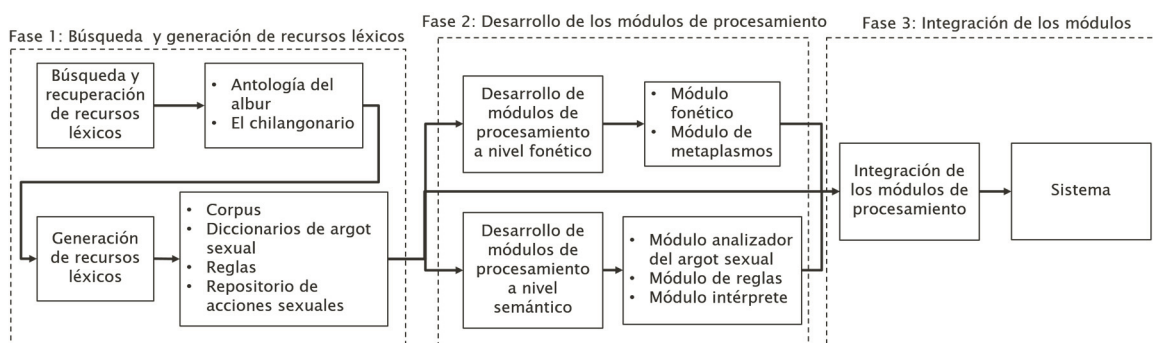 Fase 1: Búsqueda y generación de recursos léxicos
Búsqueda y
recuperación
de recursos
léxicos
• Antología del
albur
• El chilangonario
Generación
de recursos
léxicos
• Corpus
• Diccionarios de argot
sexual
• Reglas
• Repositorio de
acciones sexuales
Fase 2: Desarrollo de los módulos de procesamiento
Desarrollo de
módulos de
procesamiento
a nivel fonético
• Módulo
fonético
• Módulo de
metaplasmos
Desarrollo de
módulos de
procesamiento
a nivel
semántico
• Módulo analizador
del argot sexual
• Módulo de reglas
• Módulo intérprete
Fase 3: Integración de los módulos
Integración de
los módulos de
procesamiento
Sistema